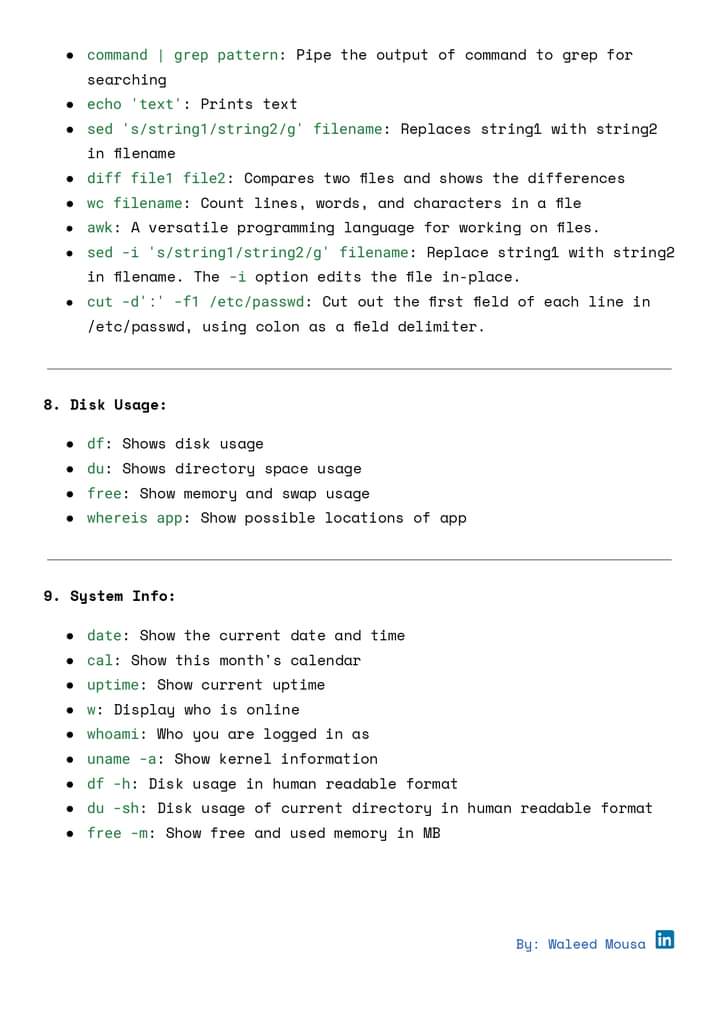 ● command | grep pattern: Pipe the output of command to grep for
searching
● echo 'text': Prints text
● sed 's/string1/string2/g' filename: Replaces string1 with string2
in filename
● diff file1 file2: Compares two files and shows the differences
● wc filename: Count lines, words, and characters in a file
● awk: A versatile programming language for working on files.
● sed -i 's/string1/string2/g' filename: Replace string1 with string2
in filename. The -i option edits the file in-place.
● cut -d':' -f1 /etc/passwd: Cut out the first field of each line in
/etc/passwd, using colon as a field delimiter.
8. Disk Usage:
● df: Shows disk usage
● du: Shows directory space usage
● free: Show memory and swap usage
● whereis app: Show possible locations of app
9. System Info:
● date: Show the current date and time
● cal: Show this month's calendar
● uptime: Show current uptime
● w: Display who is online
● whoami: Who you are logged in as
● uname -a: Show kernel information
● df -h: Disk usage in human readable format
● du -sh: Disk usage of current directory in human readable format
● free -m: Show free and used memory in MB
By: Waleed Mousa in